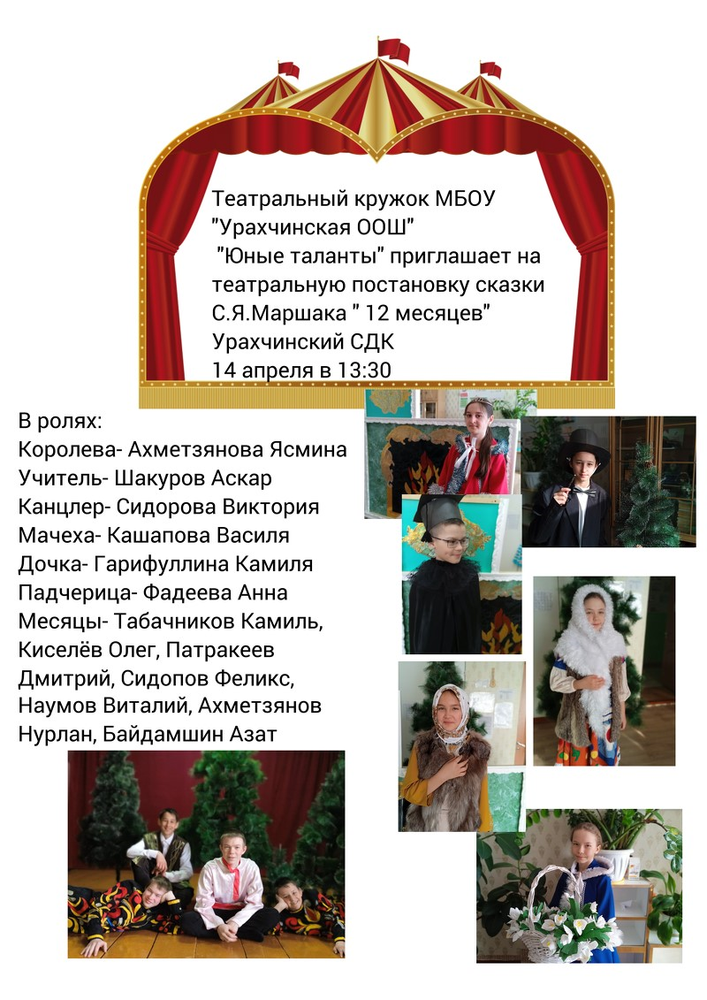 Театральный кружок МБОУ
"Урахчинская ООШ"
"Юные таланты" приглашает на
театральную постановку сказки
С.Я.Маршака " 12 месяцев"
Урахчинский СДК
14 апреля в 13:30
В ролях:
Королева- Ахметзянова Ясмина
Учитель- Шакуров Аскар
Канцлер- Сидорова Виктория
Мачеха- Кашапова Василя
Дочка- Гарифуллина Камиля
Падчерица- Фадеева Анна
Месяцы- Табачников Камиль,
Киселёв Олег, Патракеев
Дмитрий, Сидопов Феликс,
Наумов Виталий, Ахметзянов
Нурлан, Байдамшин Азат